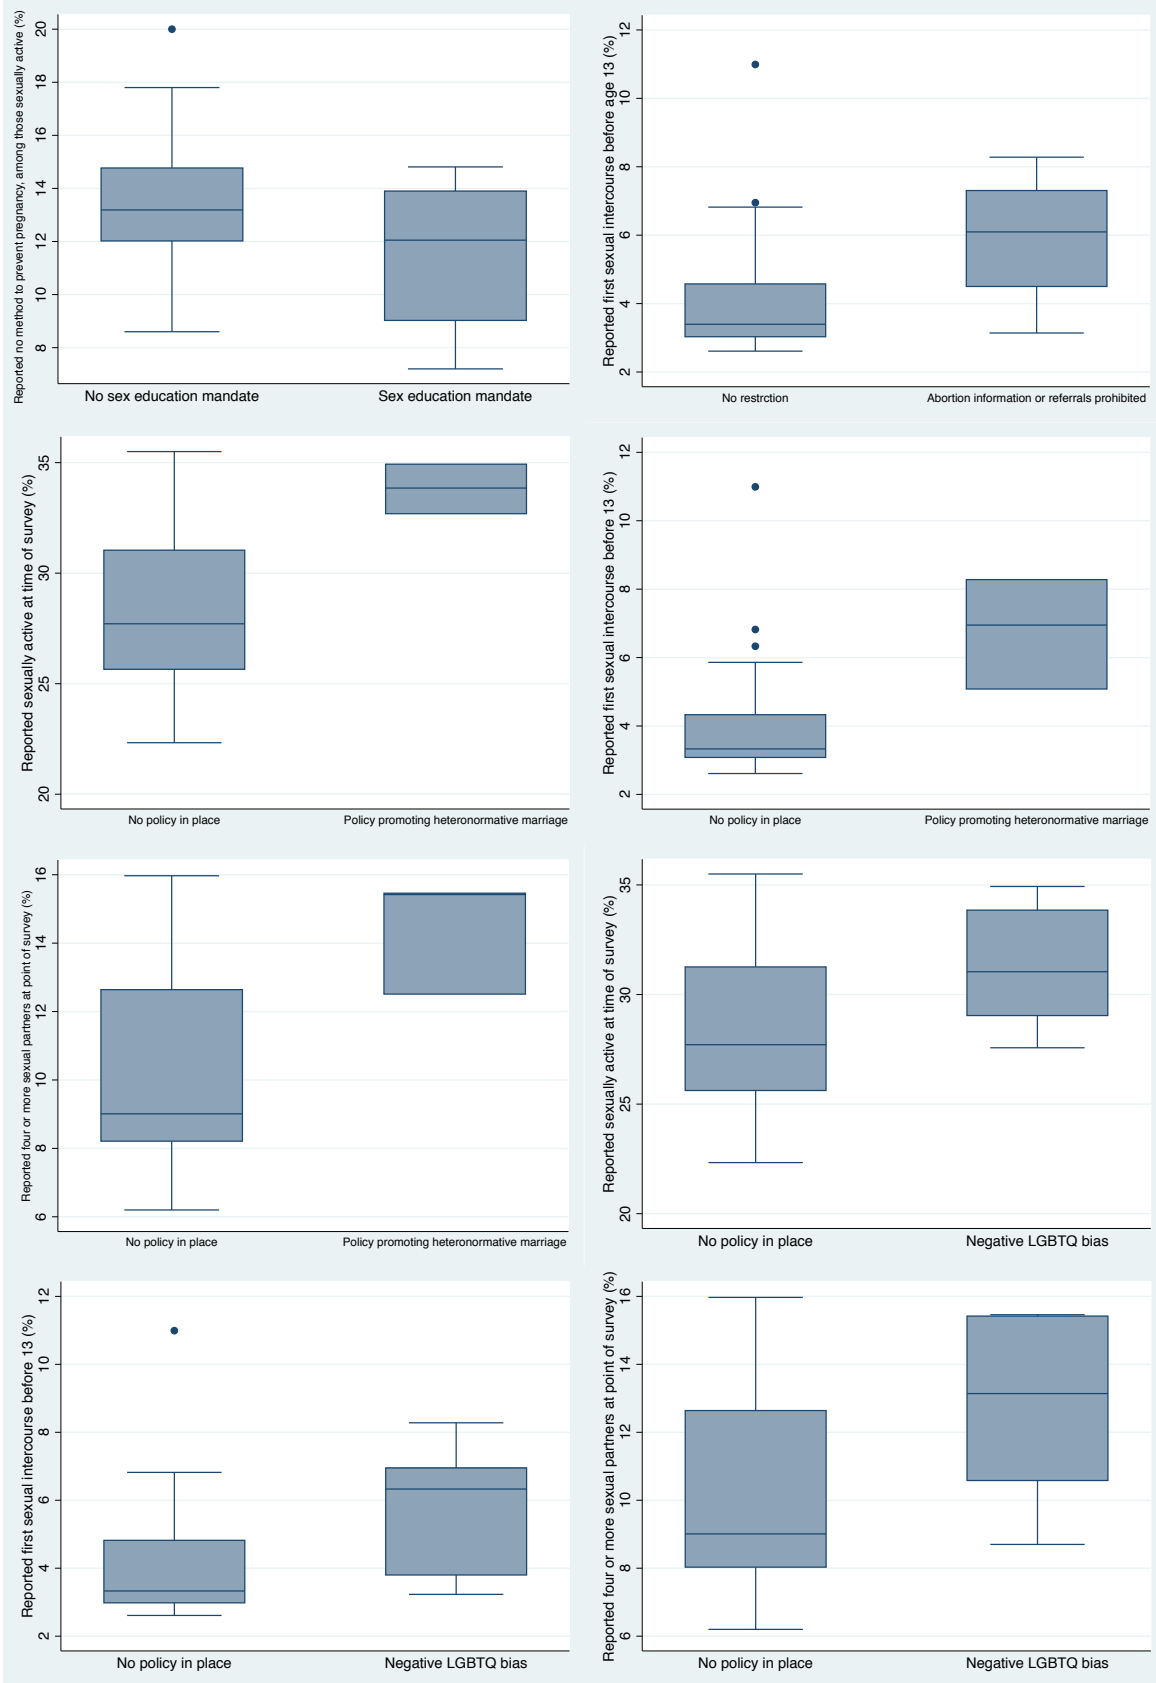 Reported no method to prevent pregnancy, among those sexually active (%)
20
18
16
14
12
10
8
No sex education mandate
Sex education mandate
Reported first sexual intercourse before age 13 (%)
12
10
8
6
4
2
No restrction
Abortion information or referrals prohibited
Reported sexually active at time of survey (%)
35
30
25
20
No policy in place
Policy promoting heteronormative marriage
Reported first sexual intercourse before 13 (%)
12
10
8
6
4
2
No policy in place
Policy promoting heteronormative marriage
Reported four or more sexual partners at point of survey (%)
16
14
12
10
8
6
No policy in place
Policy promoting heteronormative marriage
Reported sexually active at time of survey (%)
35
30
25
20
No policy in place
Negative LGBTQ bias
Reported first sexual intercourse before 13 (%)
12
10
8
6
4
2
No policy in place
Negative LGBTQ bias
Reported four or more sexual partners at point of survey (%)
16
14
12
10
8
6
No policy in place
Negative LGBTQ bias